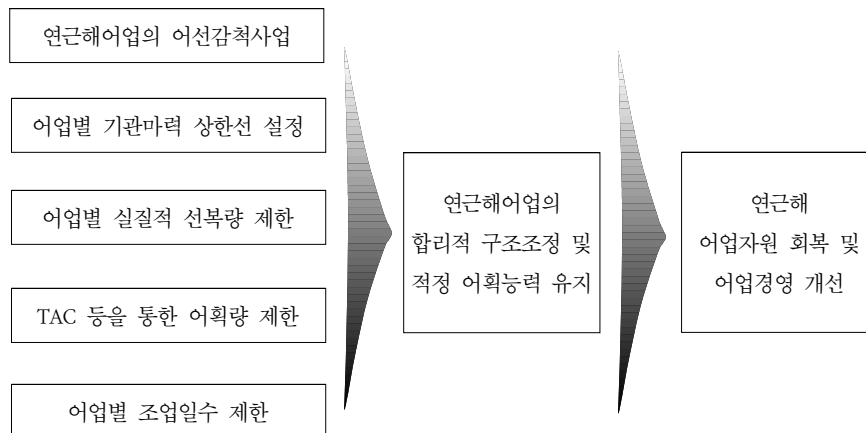 연근해어업의 어선감척사업
어업별 기관마력 상한선 설정
어업별 실질적 선복량 제한
TAC 등을 통한 어획량 제한
어업별 조업일수 제한
연근해어업의
합리적 구조조정 및
적정 어획능력 유지
연근해
어업자원 회복 및
어업경영 개선